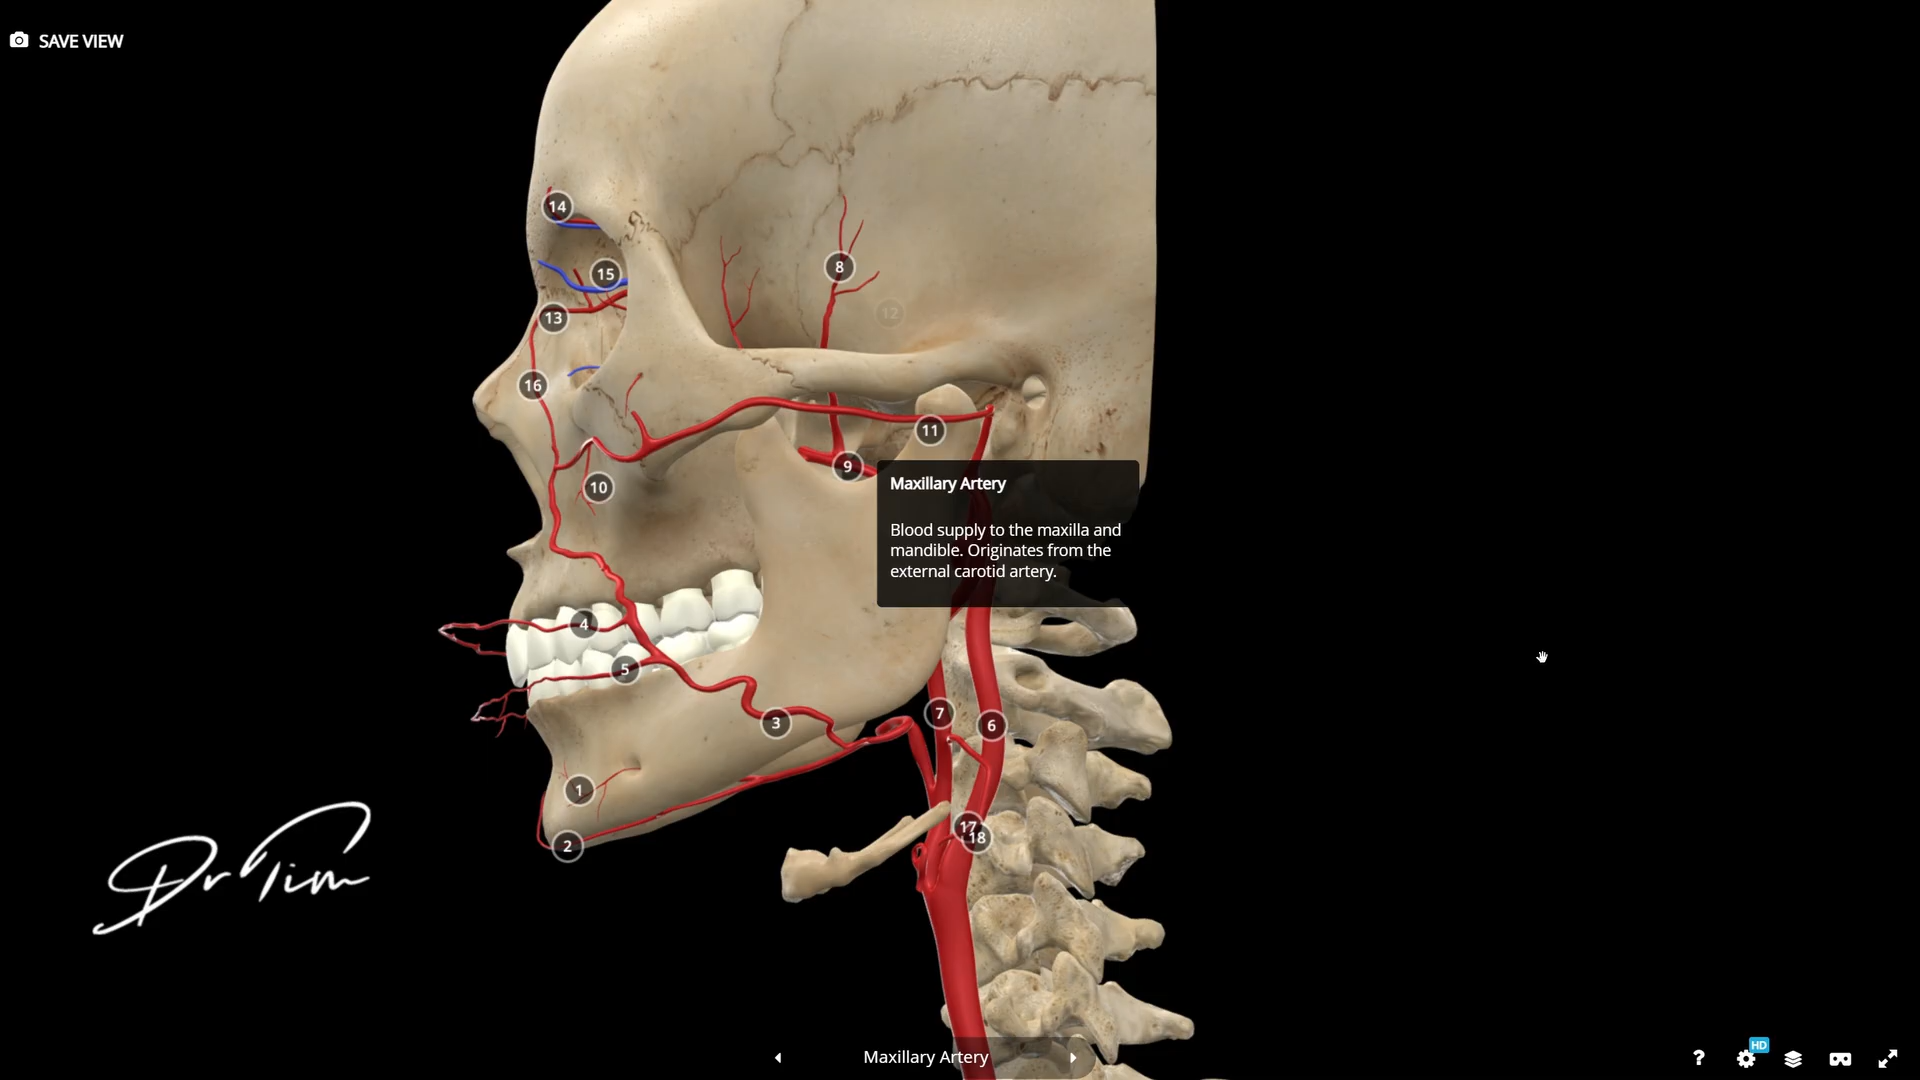 SAVE VIEW
14
8
15
12
13
16
11
9
Maxillary Artery
10
Blood supply to the maxilla and
mandible. Originates from the
external carotid artery.
4
5
7
6
3
1
17
18
2
Dr Tim
Maxillary Artery
?
HD